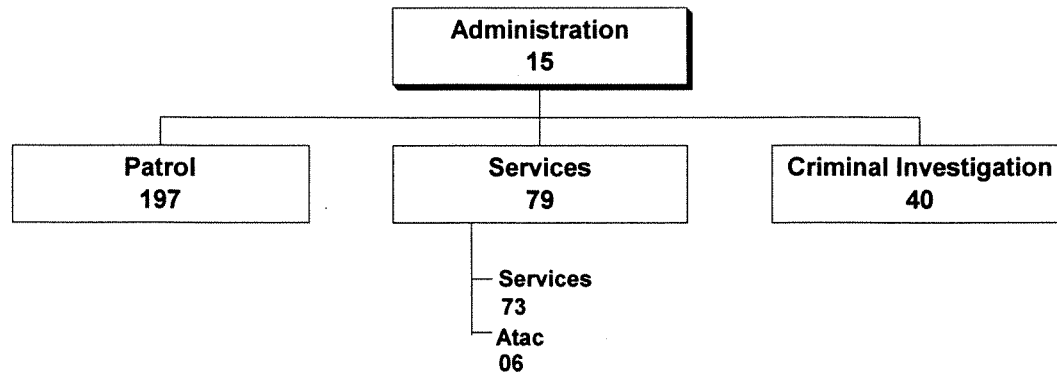 Administration
15
Patrol
197
Services
79
Criminal Investigation
40
Services
73
Atac
06